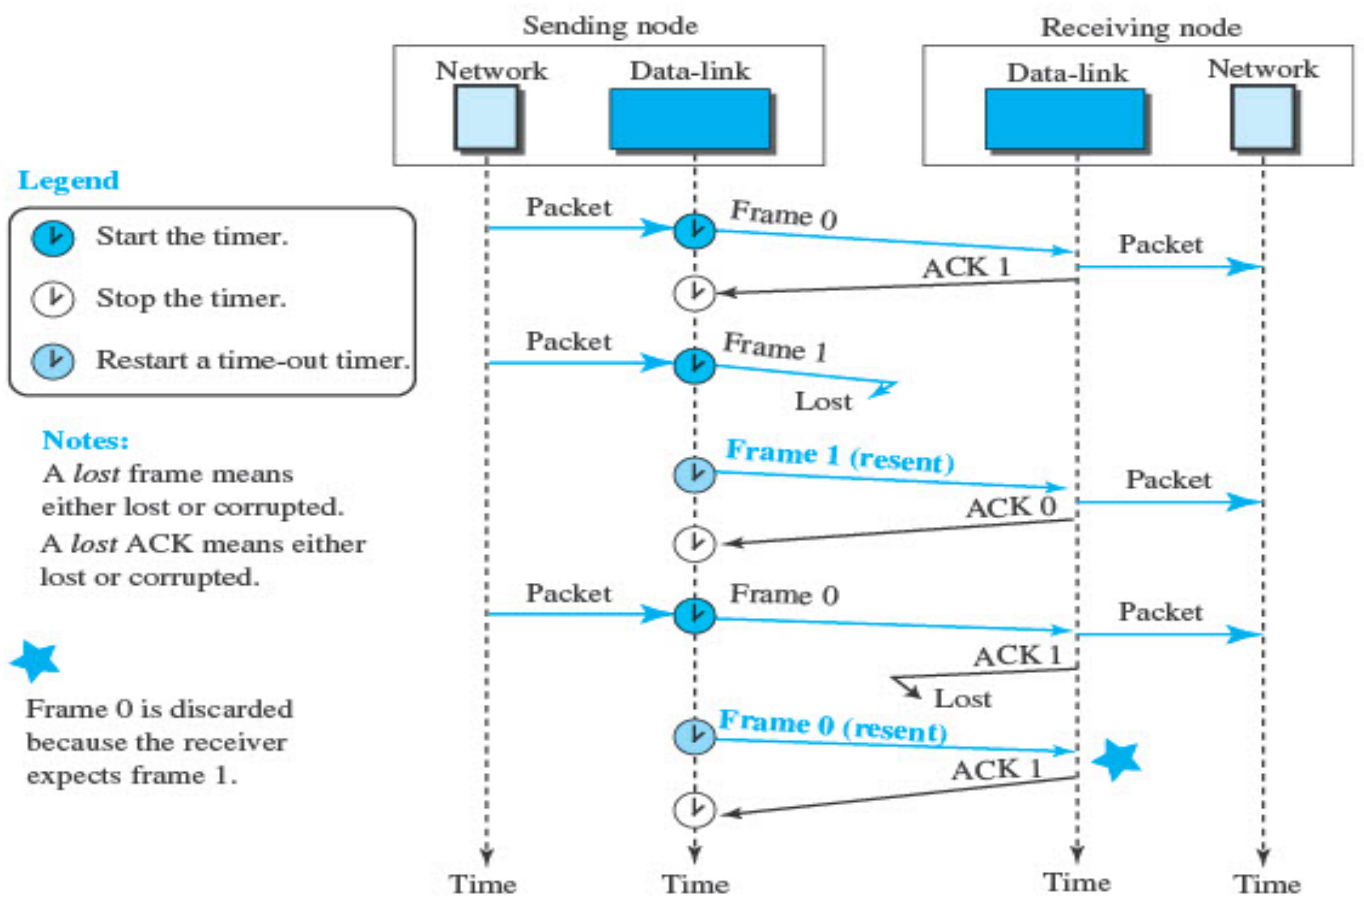 Sending node
Receiving node
Network
Data-link
Data-link
Network
Legend
Start the timer.
Stop the timer.
Restart a time-out timer.
Notes:
A lost frame means
either lost or corrupted.
A lost ACK means either
lost or corrupted.
Frame 0 is discarded
because the receiver
expects frame 1.
Packet
Frame 0
Packet
ACK 1
Packet
Frame 1
Lost
Frame 1 (resent)
Packet
ACK 0
Packet
Frame 0
Packet
ACK 1
Lost
Frame 0 (resent)
ACK 1
Time
Time
Time
Time